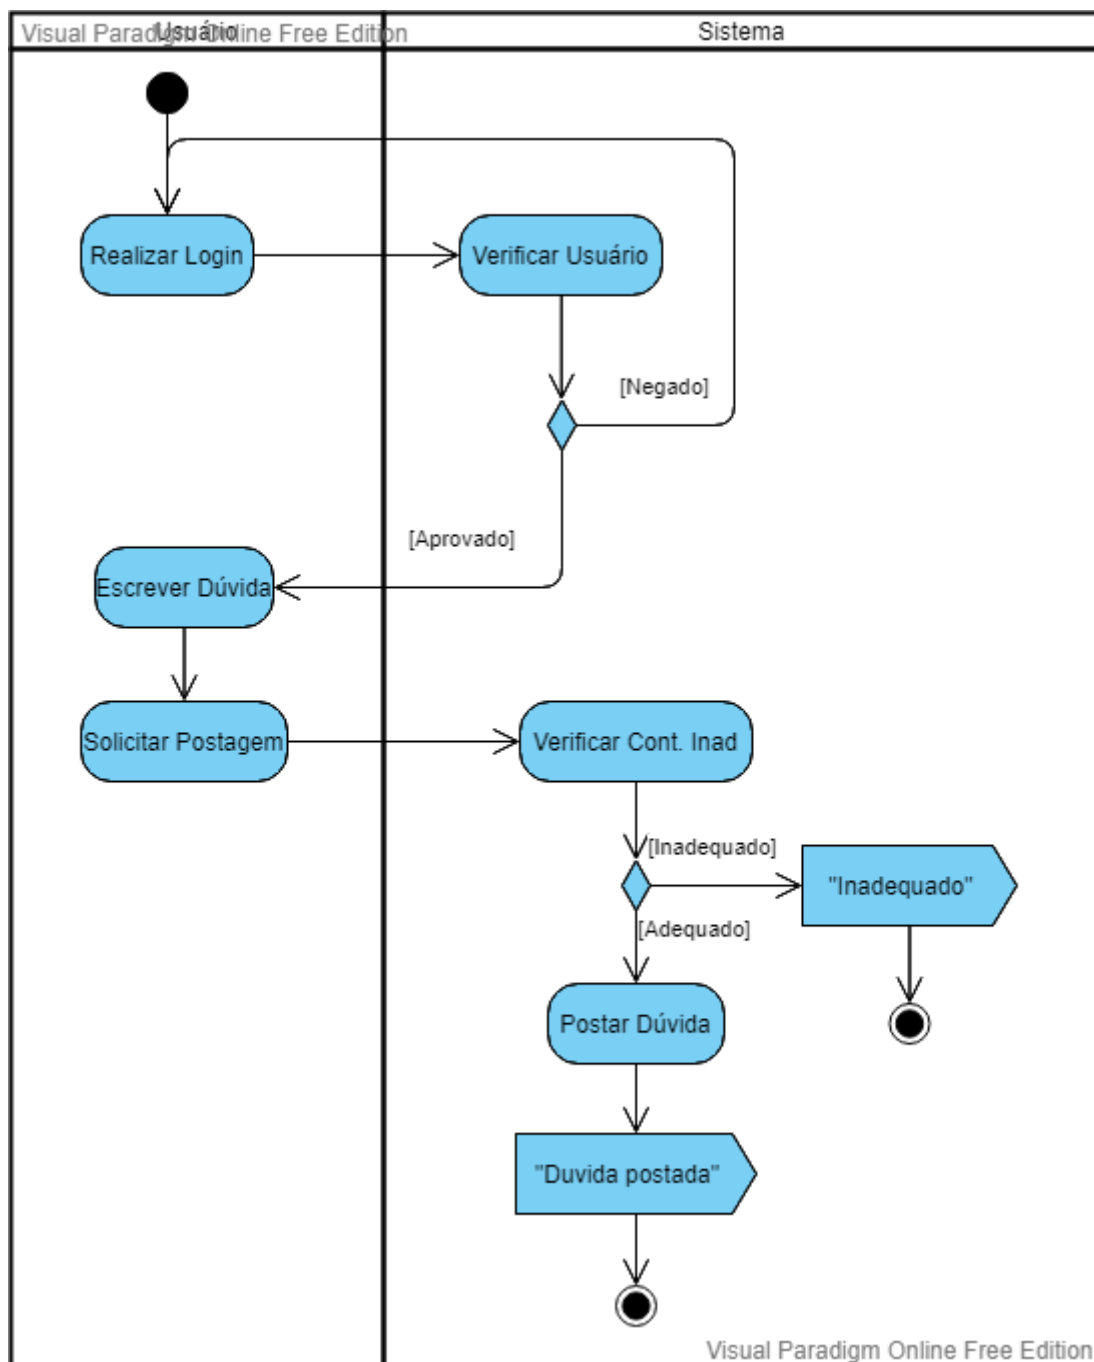 Visual Paradigm Online Free Edition
Usuário
Sistema
Realizar Login
Verificar Usuário
[Negado]
[Aprovado]
Escrever Dúvida
Solicitar Postagem
Verificar Cont. Inad
[Inadequado]
"Inadequado"
[Adequado]
Postar Dúvida
"Duvida postada"
Visual Paradigm Online Free Edition